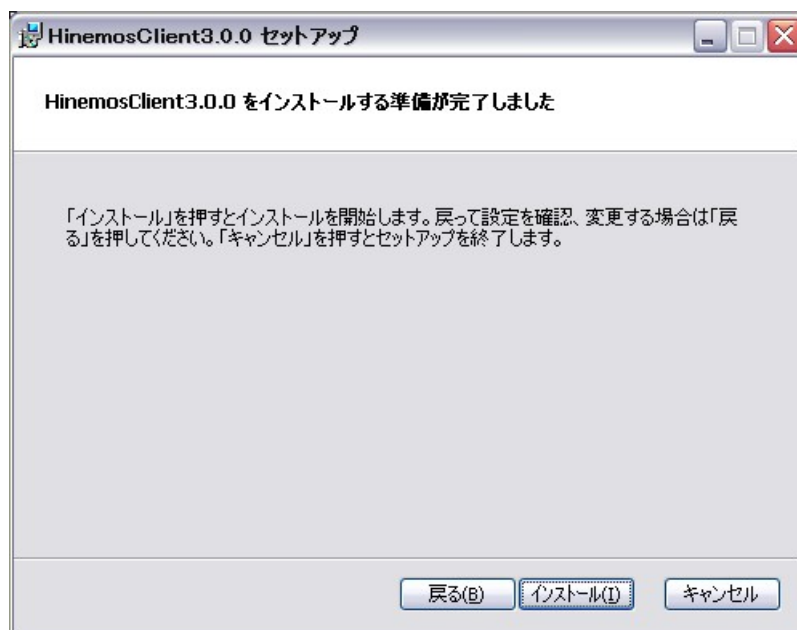 HinemosClient3.0.0 セットアップ
HinemosClient3.0.0 をインストールする準備が完了しました
「インストール」を押すとインストールを開始します。戻って設定を確認、変更する場合は「戻
る」を押してください。「キャンセル」を押すとセットアップを終了します。
戻る(B) インストール(I) キャンセル